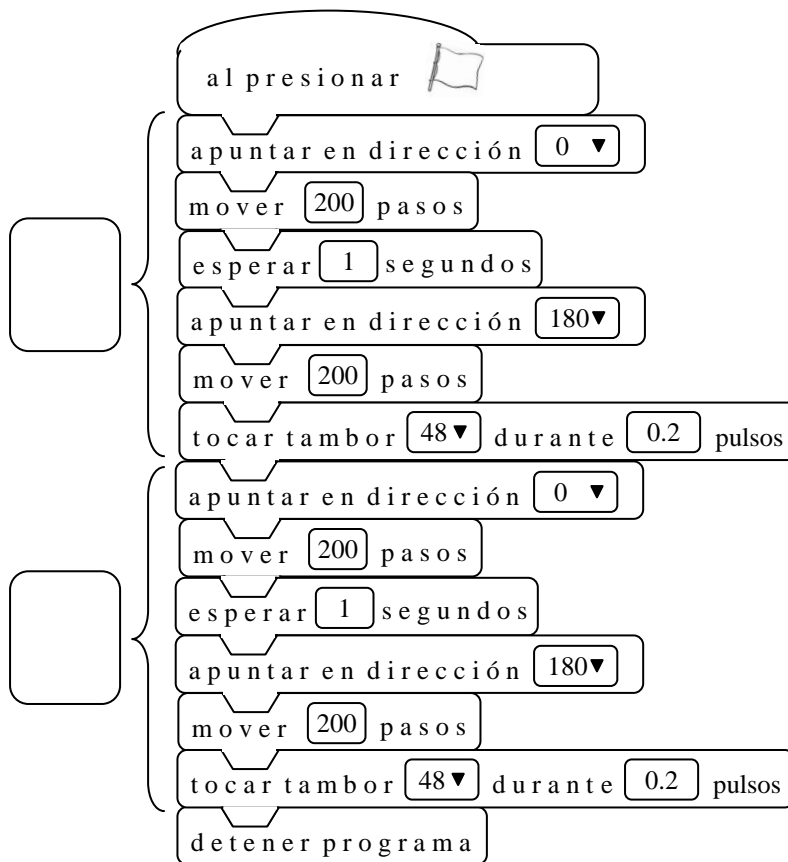 al presionar
apuntar en dirección 0 ▼
mover 200 pasos
esperar 1 segundos
apuntar en dirección 180▼
mover 200 pasos
tocar tambor 48▼ durante 0.2 pulsos
apuntar en dirección 0 ▼
mover 200 pasos
esperar 1 segundos
apuntar en dirección 180▼
mover 200 pasos
tocar tambor 48▼ durante 0.2 pulsos
detener programa